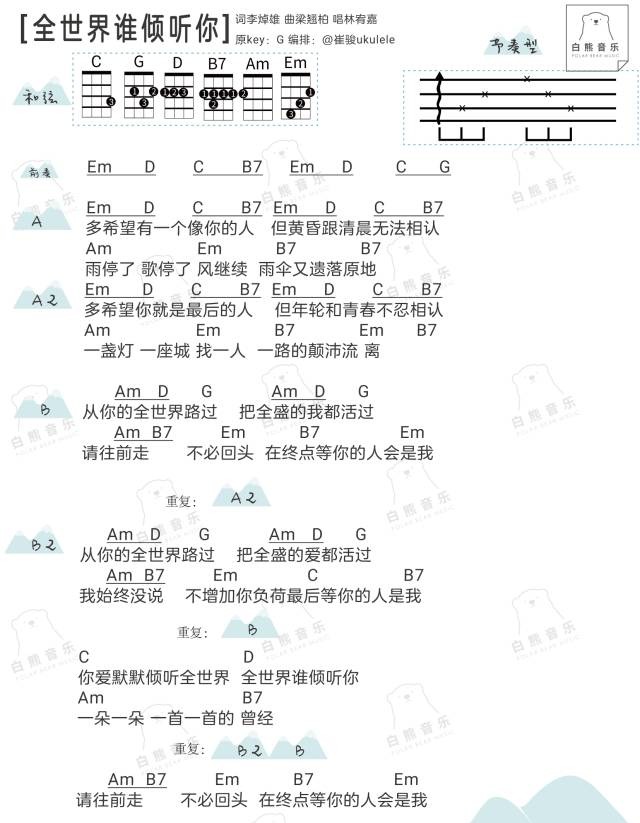 [全世界谁倾听你]
词李焯雄 曲梁翘柏 唱林宥嘉
原key：G 编排：@崔骏ukulele
节奏型
白熊音乐
POLAR BEAR MUSIC
和弦
C G D B7 Am Em
前奏
Em D C B7 Em D C G
A
Em D C B7 Em D C B7
多希望有一个像你的人 但黄昏跟清晨无法相认
Am Em B7 B7
雨停了 歌停了 风继续 雨伞又遗落原地
A2
Em D C B7 Em D C B7
多希望你就是最后的人 但年轮和青春不忍相认
Am Em B7 Em B7
一盏灯 一座城 找一人 一路的颠沛流 离
B
Am D G Am D G
从你的全世界路过 把全盛的我都活过
Am B7 Em B7 Em
请往前走 不必回头 在终点等你的人会是我
重复： A2
B2
Am D G Am D G
从你的全世界路过 把全盛的爱都活过
Am B7 Em C B7
我始终没说 不增加你负荷最后等你的人是我
重复： B
C D
你爱默默倾听全世界 全世界谁倾听你
Am B7
一朵一朵 一首一首的 曾经
重复： B2 B
Am B7 Em B7 Em
请往前走 不必回头 在终点等你的人会是我